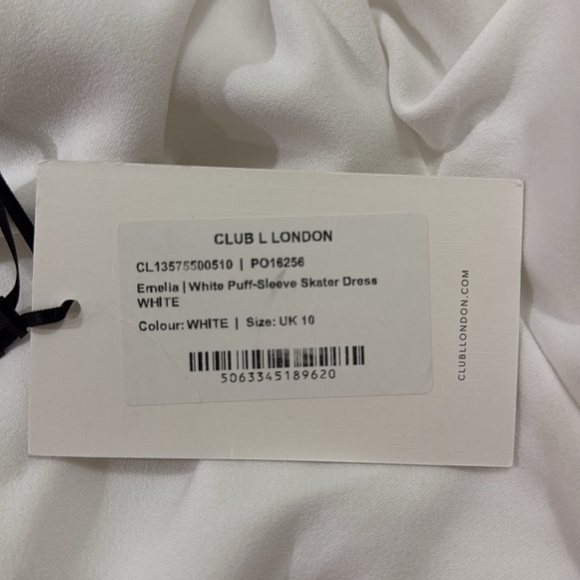 CLUB L LONDON
CL13575500510 | PO16256
Emelia | White Puff-Sleeve Skater Dress
WHITE
Colour: WHITE | Size: UK 10
5063345189620
CLUBLLONDON.COM